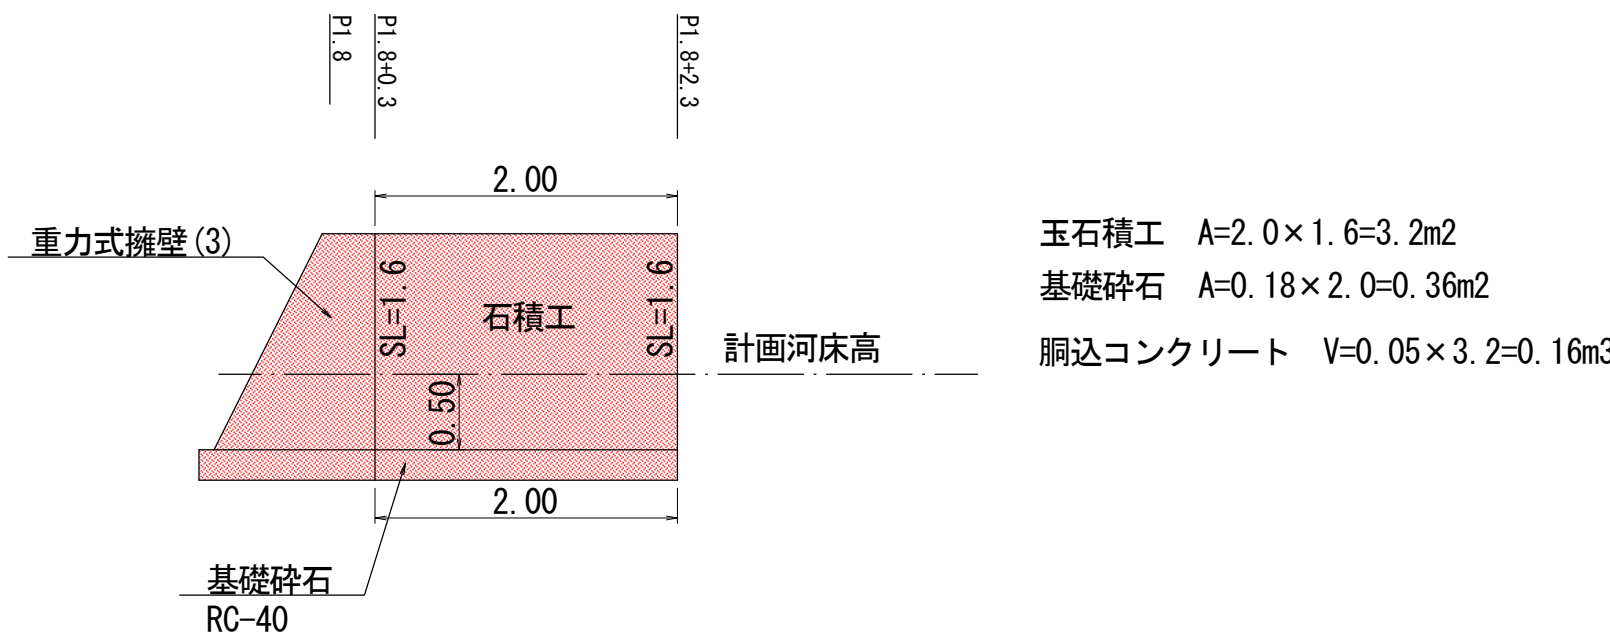 P1.8
P1.8+0.3
P1.8+2.3
2.00
重力式擁壁(3)
SL=1.6
石積工
SL=1.6
計画河床高
0.50
2.00
基礎砕石
RC-40
玉石積工 A=2.0×1.6=3.2m2
基礎砕石 A=0.18×2.0=0.36m2
胴込コンクリート V=0.05×3.2=0.16m3